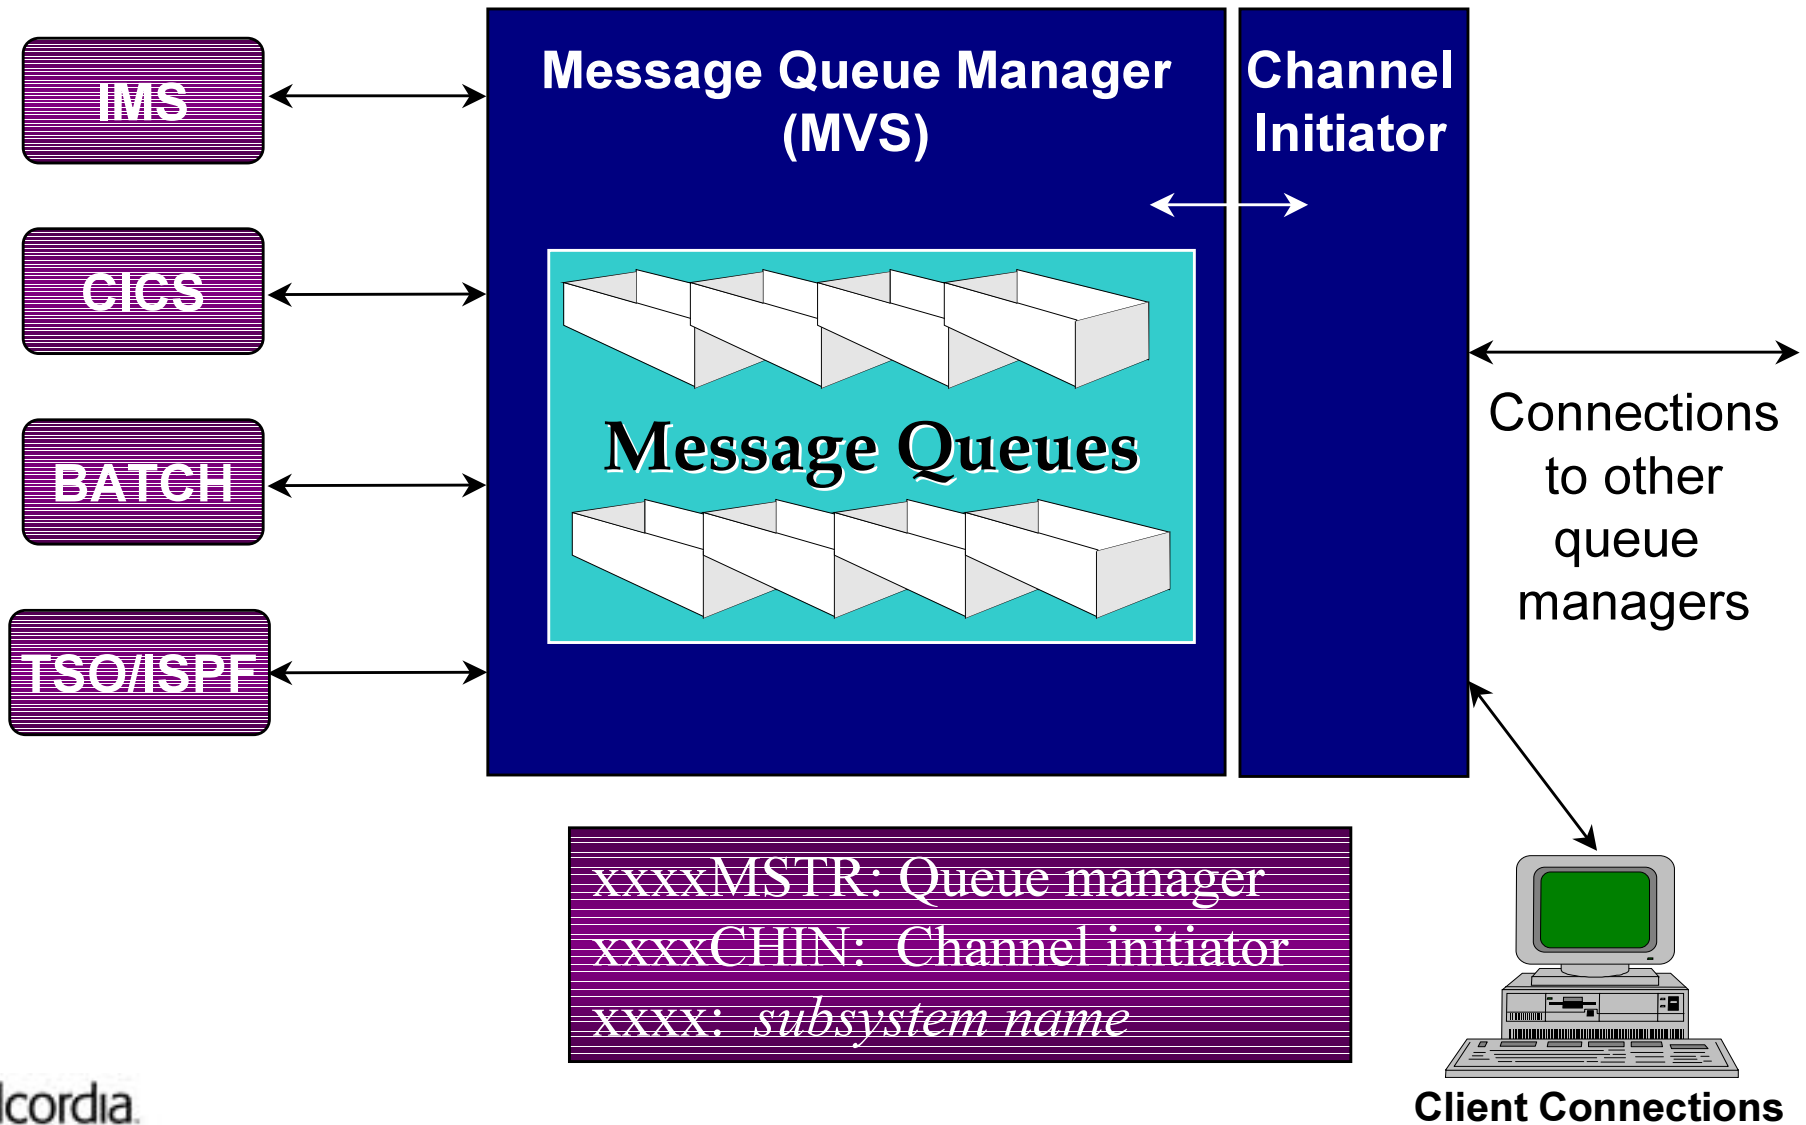 IMS
CICS
BATCH
TSO/ISPF
Message Queue Manager
(MVS)
Message Queues
Channel
Initiator
Connections
to other
queue
managers
xxxxMSTR: Queue manager
xxxxCHIN: Channel initiator
xxxx: subsystem name
Client Connections
lcordia